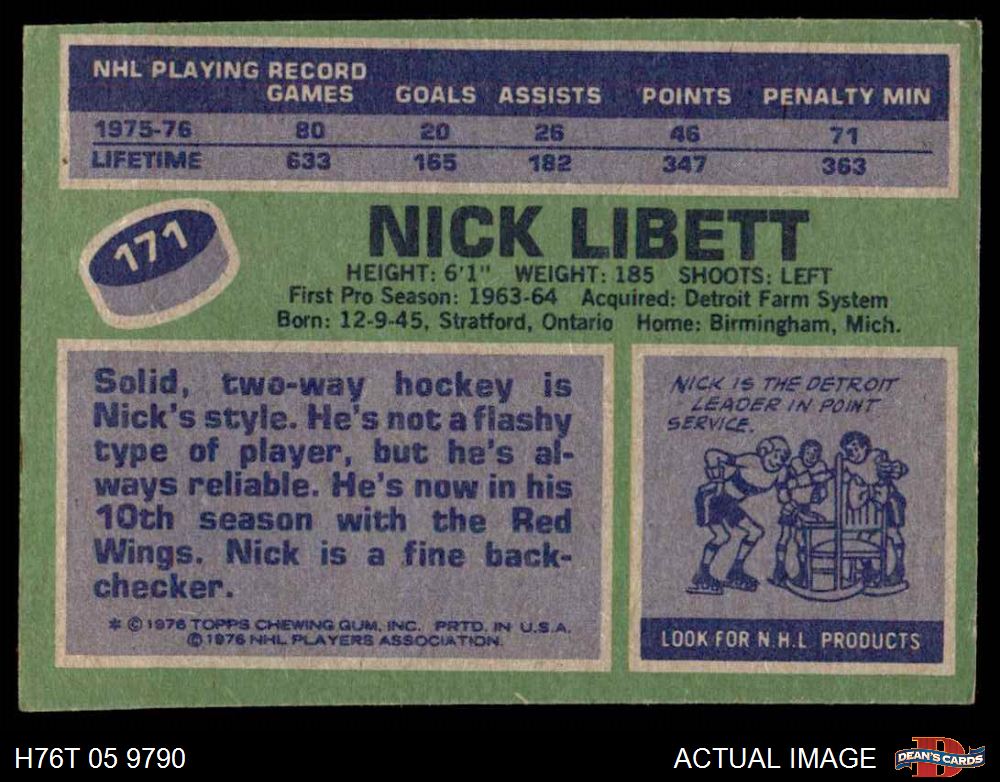 NHL PLAYING RECORD
GAMES GOALS ASSISTS POINTS PENALTY MIN
1975-76 80 20 26 46 71
LIFETIME 633 165 182 347 363
171
NICK LIBETT
HEIGHT: 6'1" WEIGHT: 185 SHOOTS: LEFT
First Pro Season: 1963-64 Acquired: Detroit Farm System
Born: 12-9-45, Stratford, Ontario Home: Birmingham, Mich.
Solid, two-way hockey is
Nick's style. He's not a flashy
type of player, but he's al-
ways reliable. He's now in his
10th season with the Red
Wings. Nick is a fine back-
checker.
* © 1976 TOPPS CHEWING GUM, INC. PRTD. IN U.S.A.
© 1976 NHL PLAYERS ASSOCIATION.
NICK IS THE DETROIT
LEADER IN POINT
SERVICE.
LOOK FOR N.H.L PRODUCTS
H76T 05 9790
ACTUAL IMAGE
D
DEAN'S CARDS